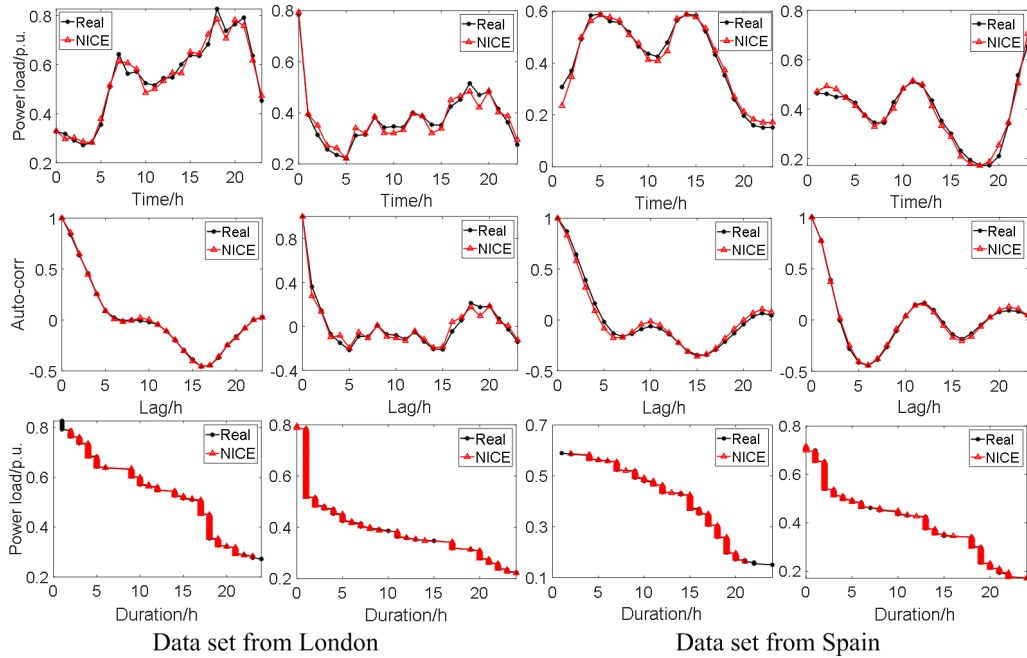 Power load/p.u.
0.8
0.6
0.4
0.2
Real
NICE
0 5 10 15 20
Time/h
0.8
0.6
0.4
0.2
Real
NICE
0 5 10 15 20
Time/h
0.6
0.3
0
Real
NICE
0 5 10 15 20
Time/h
0.6
0.4
0.2
Real
NICE
0 5 10 15 20
Time/h
Auto-corr
1
0.5
0
-0.5
Real
NICE
0 5 10 15 20
Lag/h
0.8
0.4
0
-0.4
Real
NICE
0 5 10 15 20
Lag/h
1
0.5
0
-0.5
Real
NICE
0 5 10 15 20
Lag/h
1
0.5
0
-0.5
Real
NICE
0 5 10 15 20
Lag/h
Power load/p.u.
0.8
0.6
0.4
0.2
Real
NICE
0 5 10 15 20
Duration/h
0.8
0.6
0.4
0.2
Real
NICE
0 5 10 15 20
Duration/h
0.7
0.5
0.3
0.1
Real
NICE
0 5 10 15 20
Duration/h
0.8
0.6
0.4
0.2
Real
NICE
0 5 10 15 20
Duration/h
Data set from London
Data set from Spain